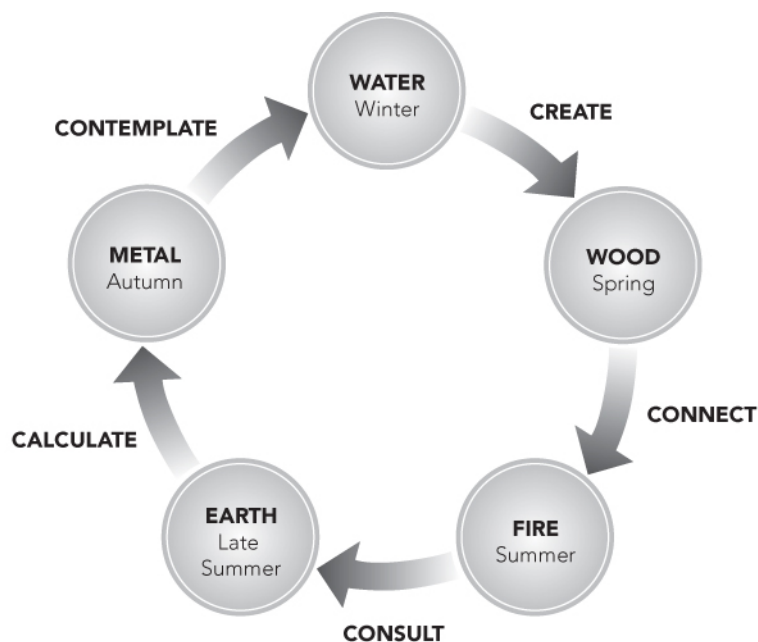 WATER
Winter
CREATE
CONTEMPLATE
WOOD
Spring
METAL
Autumn
CONNECT
CALCULATE
FIRE
Summer
EARTH
Late
Summer
CONSULT